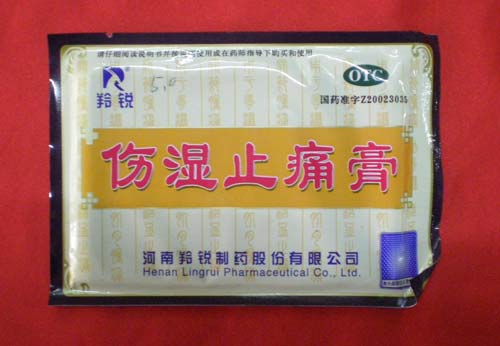 请仔细阅读说明书并按说明使用或在药师指导下购买和使用
羚锐
5.0
OTC
国药准字Z20023035
伤湿止痛膏
河南羚锐制药股份有限公司
Henan Lingrui Pharmaceutical Co., Ltd.